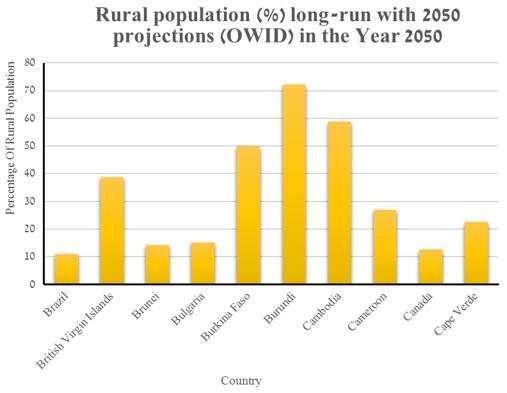 Rural population (%) long-run with 2050
projections (OWID) in the Year 2050
Percentage Of Rural Population
80
70
60
50
40
30
20
10
0
Brazil
British Virgin Islands
Brunei
Bulgaria
Burkina Faso
Burundi
Cambodia
Cameroon
Canada
Cape Verde
Country